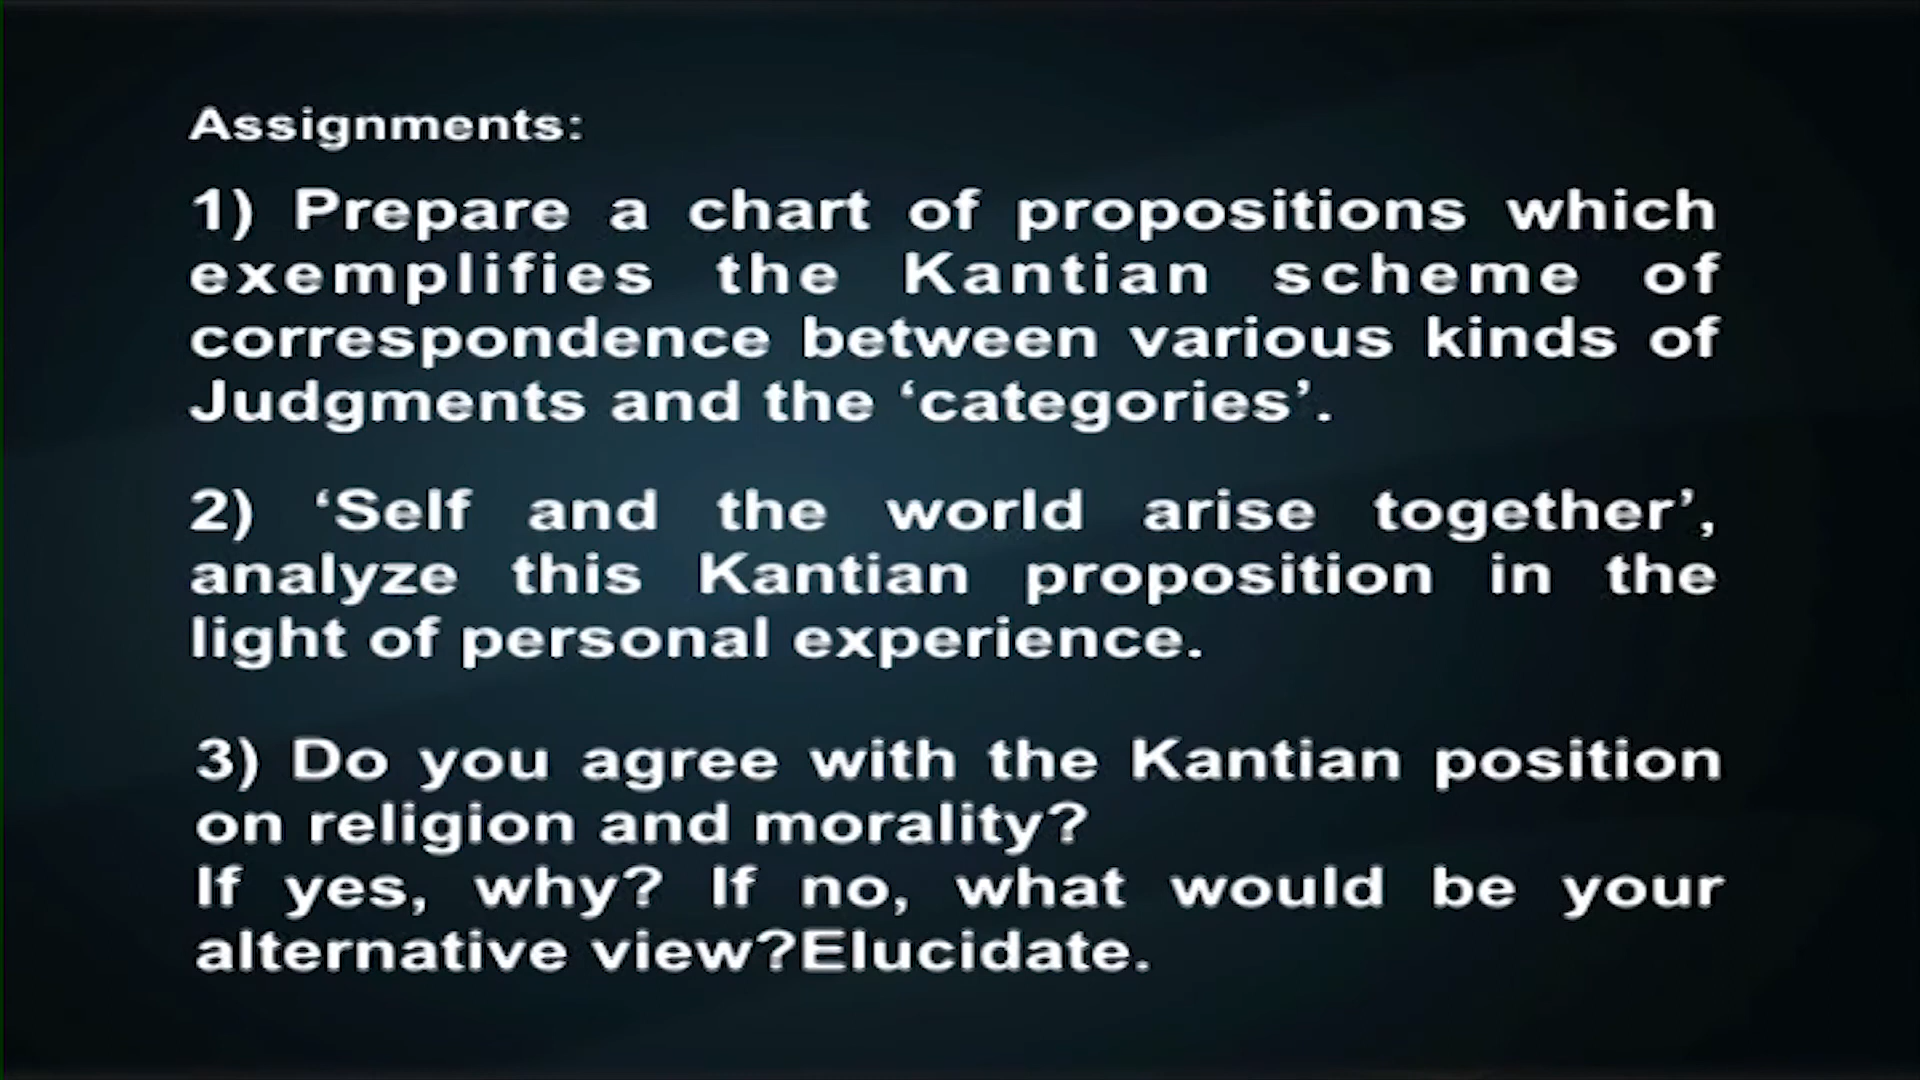 Assignments:
1) Prepare a chart of propositions which
exemplifies the Kantian scheme of
correspondence between various kinds of
Judgments and the ‘categories’.
2) ‘Self and the world arise together’,
analyze this Kantian proposition in the
light of personal experience.
3) Do you agree with the Kantian position
on religion and morality?
If yes, why? If no, what would be your
alternative view?Elucidate.